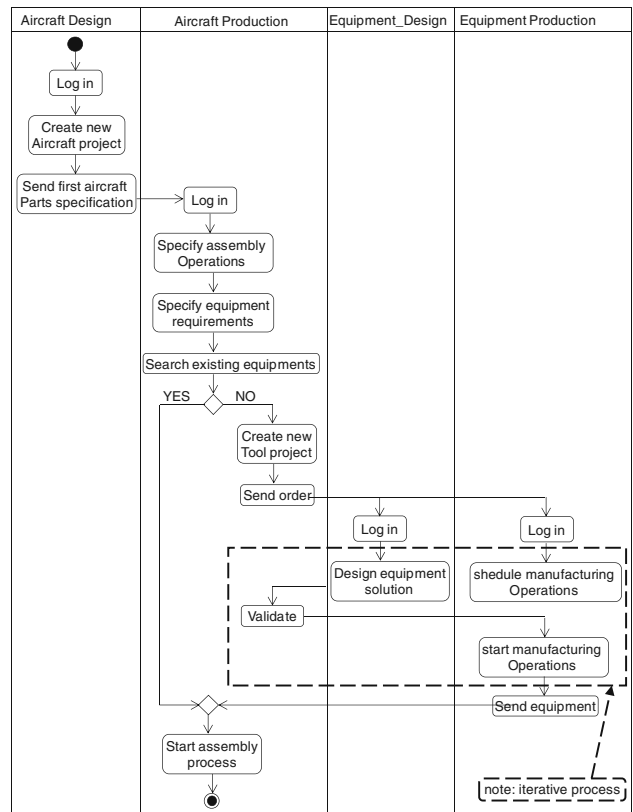 Aircraft Design
Aircraft Production
Equipment_Design
Equipment Production
Log in
Create new
Aircraft project
Send first aircraft
Parts specification
Log in
Specify assembly
Operations
Specify equipment
requirements
Search existing equipments
YES
NO
Create new
Tool project
Send order
Log in
Log in
Design equipment
solution
shedule manufacturing
Operations
Validate
start manufacturing
Operations
Send equipment
Start assembly
process
note: iterative process